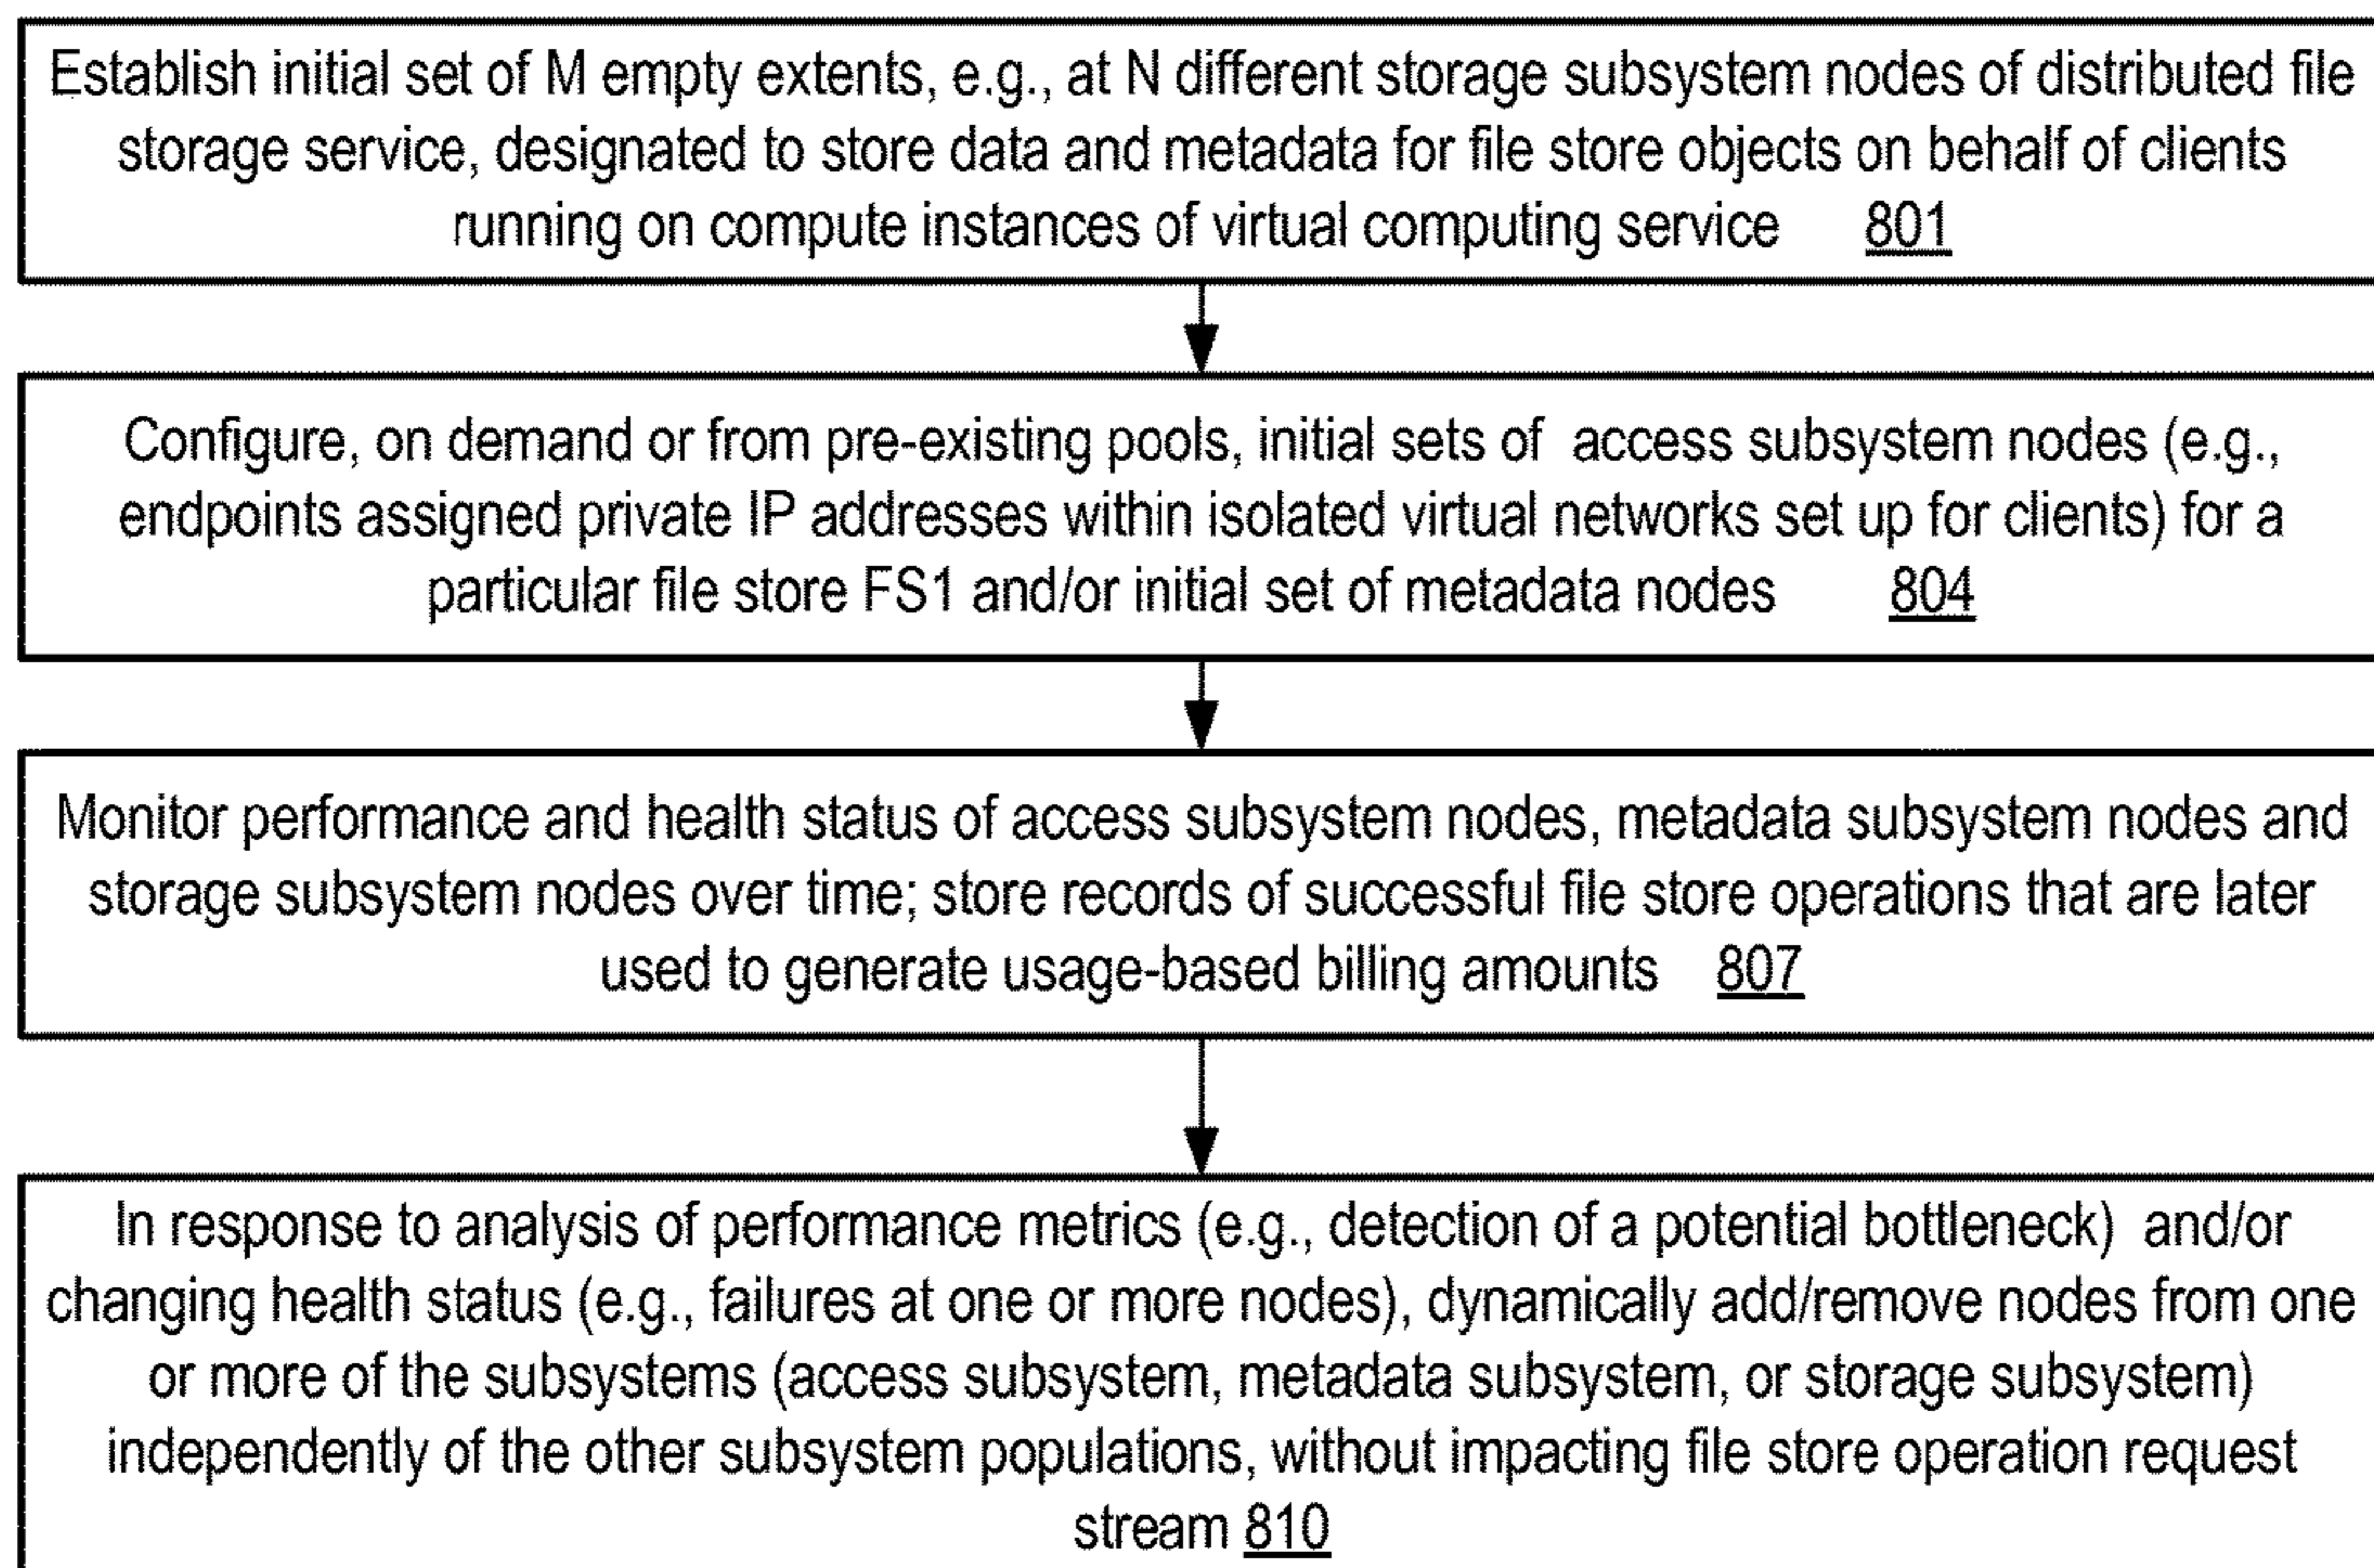 Establish initial set of M empty extents, e.g., at N different storage subsystem nodes of distributed file
storage service, designated to store data and metadata for file store objects on behalf of clients
running on compute instances of virtual computing service 801
Configure, on demand or from pre-existing pools, initial sets of access subsystem nodes (e.g.,
endpoints assigned private IP addresses within isolated virtual networks set up for clients) for a
particular file store FS1 and/or initial set of metadata nodes 804
Monitor performance and health status of access subsystem nodes, metadata subsystem nodes and
storage subsystem nodes over time; store records of successful file store operations that are later
used to generate usage-based billing amounts 807
In response to analysis of performance metrics (e.g., detection of a potential bottleneck) and/or
changing health status (e.g., failures at one or more nodes), dynamically add/remove nodes from one
or more of the subsystems (access subsystem, metadata subsystem, or storage subsystem)
independently of the other subsystem populations, without impacting file store operation request
stream 810